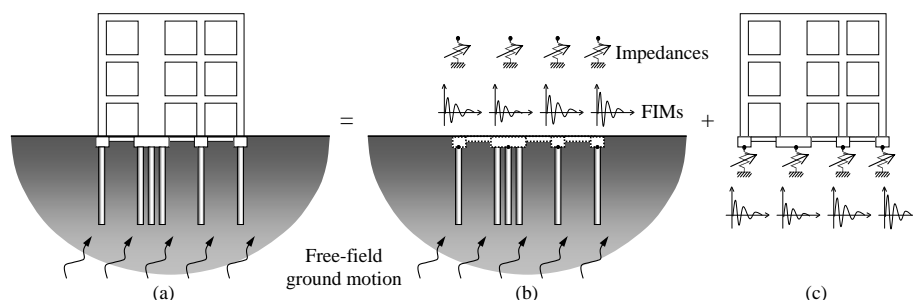 Impedances
FIMs
=
+
Free-field
ground motion
(a)
(b)
(c)